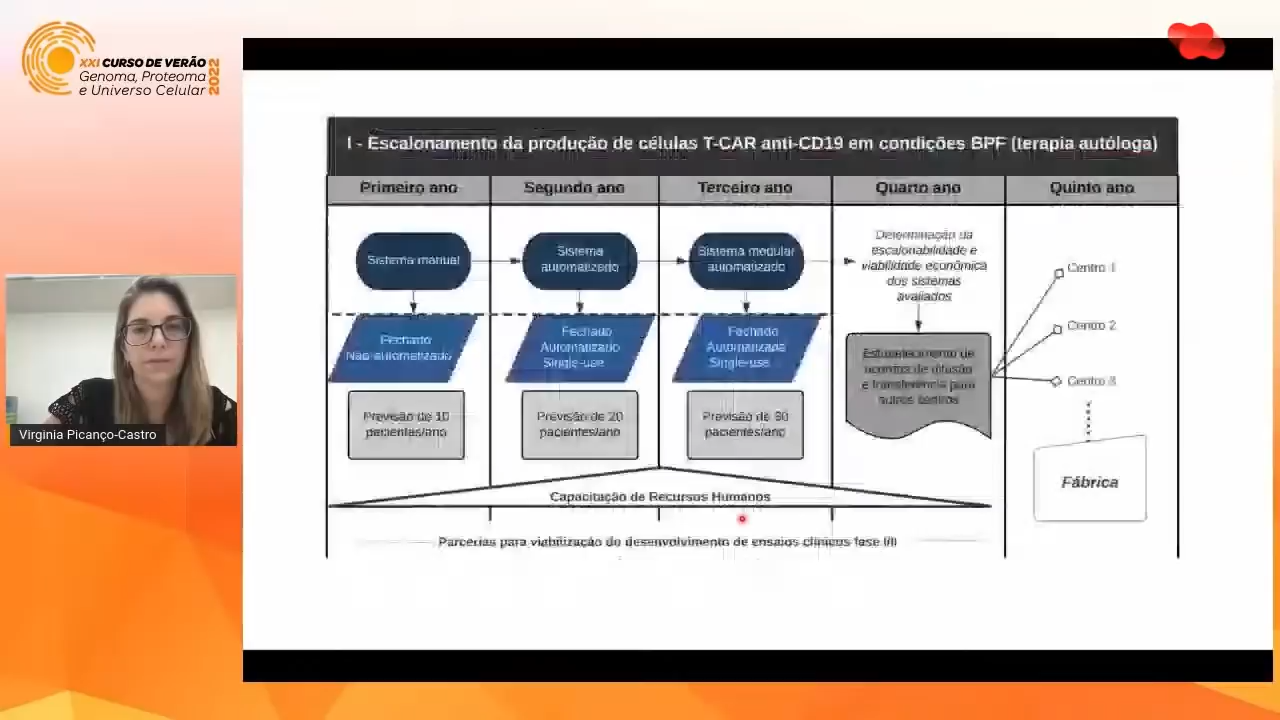 XXI CURSO DE VERÃO
Genoma, Proteoma
e Universo Celular
2022
Virginia Picanço-Castro
I - Escalonamento da produção de células T-CAR anti-CD19 em condições BPF (terapia autóloga)
Primeiro ano
Segundo ano
Terceiro ano
Quarto ano
Quinto ano
Sistema manual
Sistema
automatizado
Sistema modular
automatizado
Determinação da
escalonabilidade e
viabilidade econômica
dos sistemas
avaliados
Fechado
Não automatizado
Fechado
Automatizado
Single-use
Fechado
Automatizado
Single-use
Estabelecimento de
acordos de difusão
e transferência para
outros centros
Centro 1
Centro 2
Centro 3
Previsão de 10
pacientes/ano
Previsão de 20
pacientes/ano
Previsão de
pacientes/ano
Fábrica
Capacitação de Recursos Humanos
Parcerias para viabilização do desenvolvimento de ensaios clínicos fase I/II